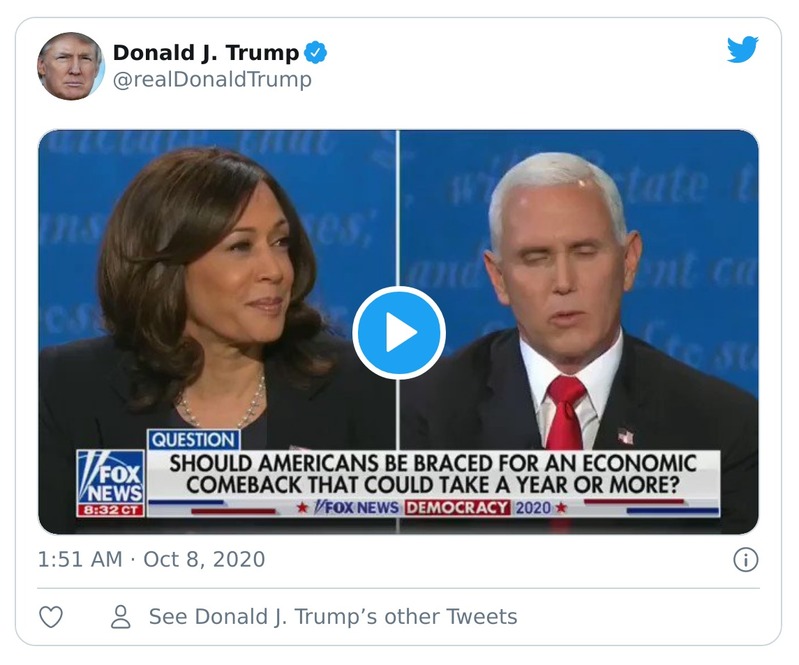 Donald J. Trump
@realDonaldTrump
QUESTION
FOX
NEWS
8:32 CT
SHOULD AMERICANS BE BRACED FOR AN ECONOMIC
COMEBACK THAT COULD TAKE A YEAR OR MORE?
FOX NEWS DEMOCRACY 2020
1:51 AM · Oct 8, 2020
See Donald J. Trump’s other Tweets